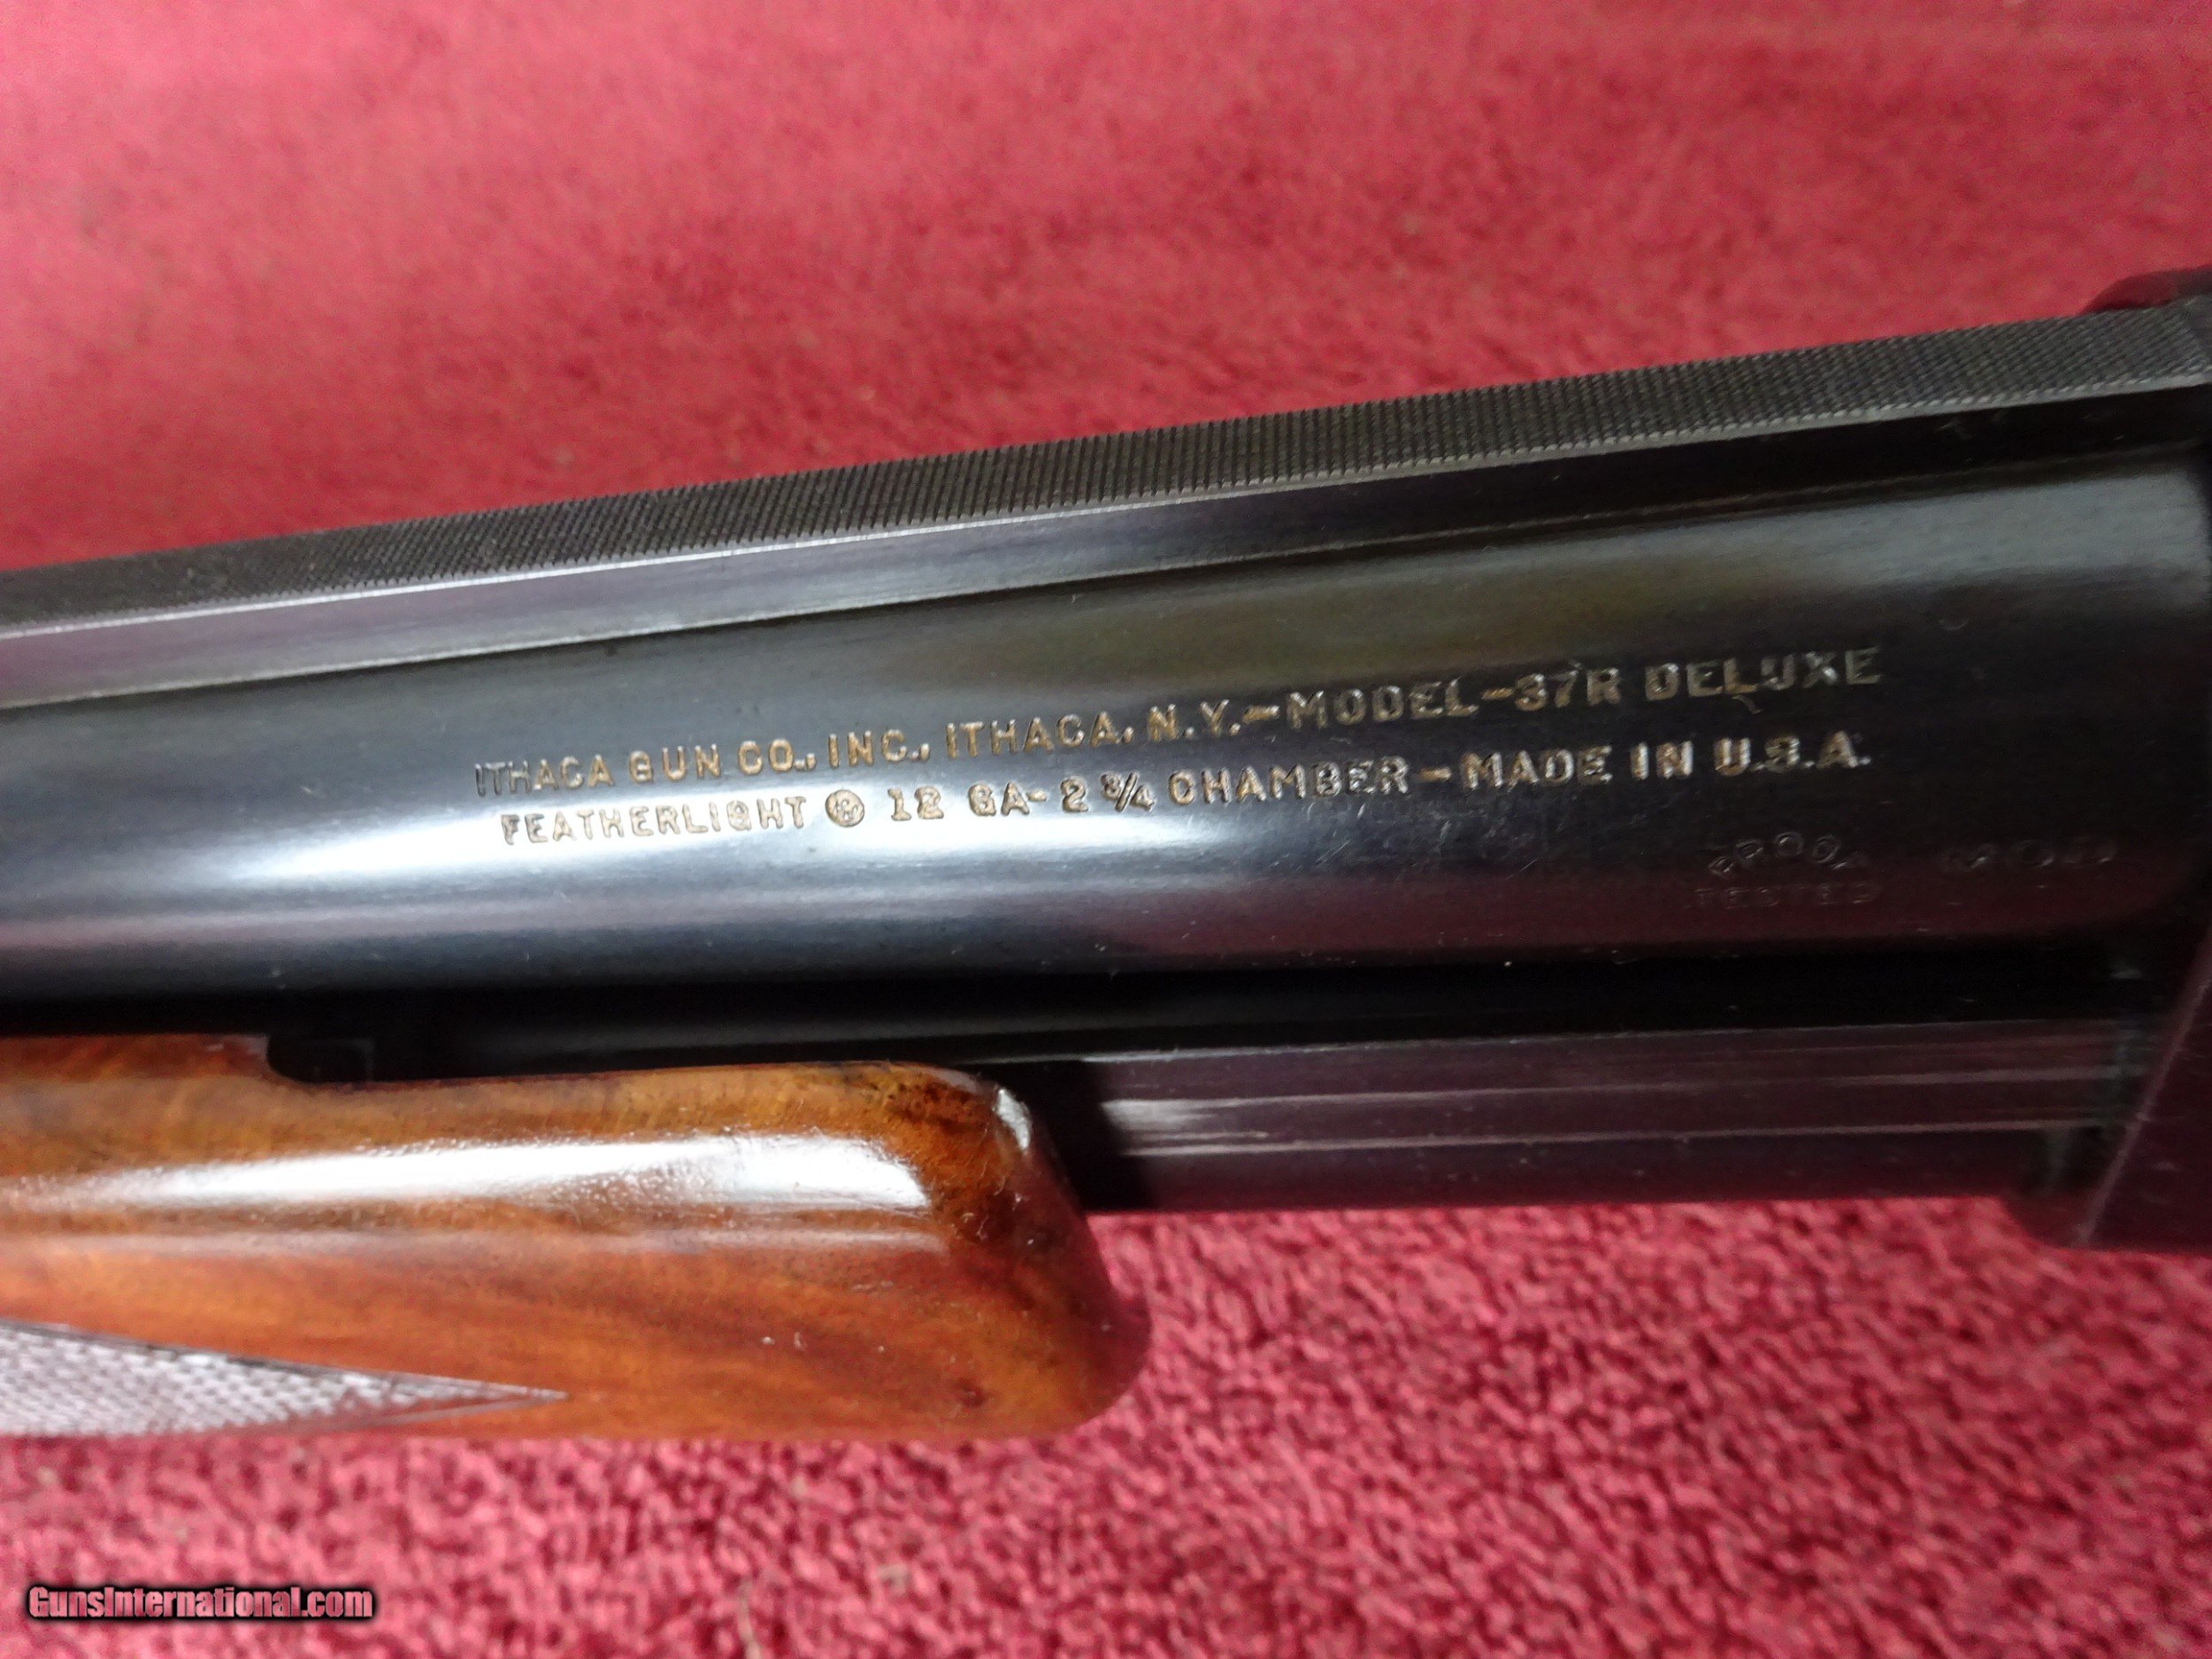 ITHACA GUN CO., INC., ITHACA, N.Y.-MODEL-37R DELUXE
FEATHERLIGHT ® 12 GA-2 3/4 CHAMBER-MADE IN U.S.A.
PROOF
TESTED
MOD
GunsInternational.com